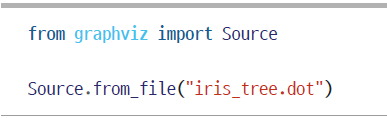 from graphviz import Source
Source.from_file("iris_tree.dot")